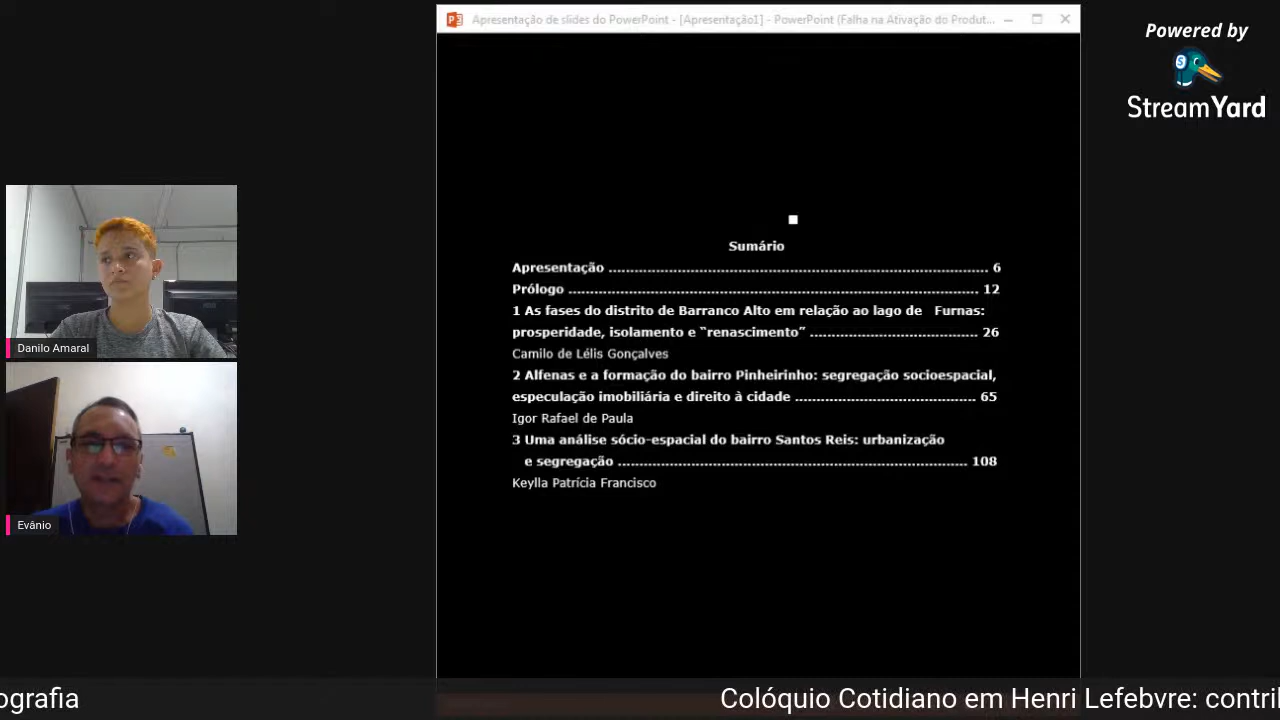 Apresentação de slides do PowerPoint - [Apresentação1] - PowerPoint (Falha na Ativação do Produt...
Powered by
StreamYard
Sumário
Apresentação ........................................................................................................ 6
Prólogo ................................................................................................................. 12
1 As fases do distrito de Barranco Alto em relação ao lago de Furnas:
prosperidade, isolamento e “renascimento” .............................................. 26
Camilo de Lélis Gonçalves
2 Alfenas e a formação do bairro Pinheirinho: segregação socioespacial,
especulação imobiliária e direito à cidade .................................................. 65
Igor Rafael de Paula
3 Uma análise sócio-espacial do bairro Santos Reis: urbanização
e segregação ................................................................................................ 108
Keylla Patrícia Francisco
Danilo Amaral
Evânio
ografia
Colóquio Cotidiano em Henri Lefebvre: contri